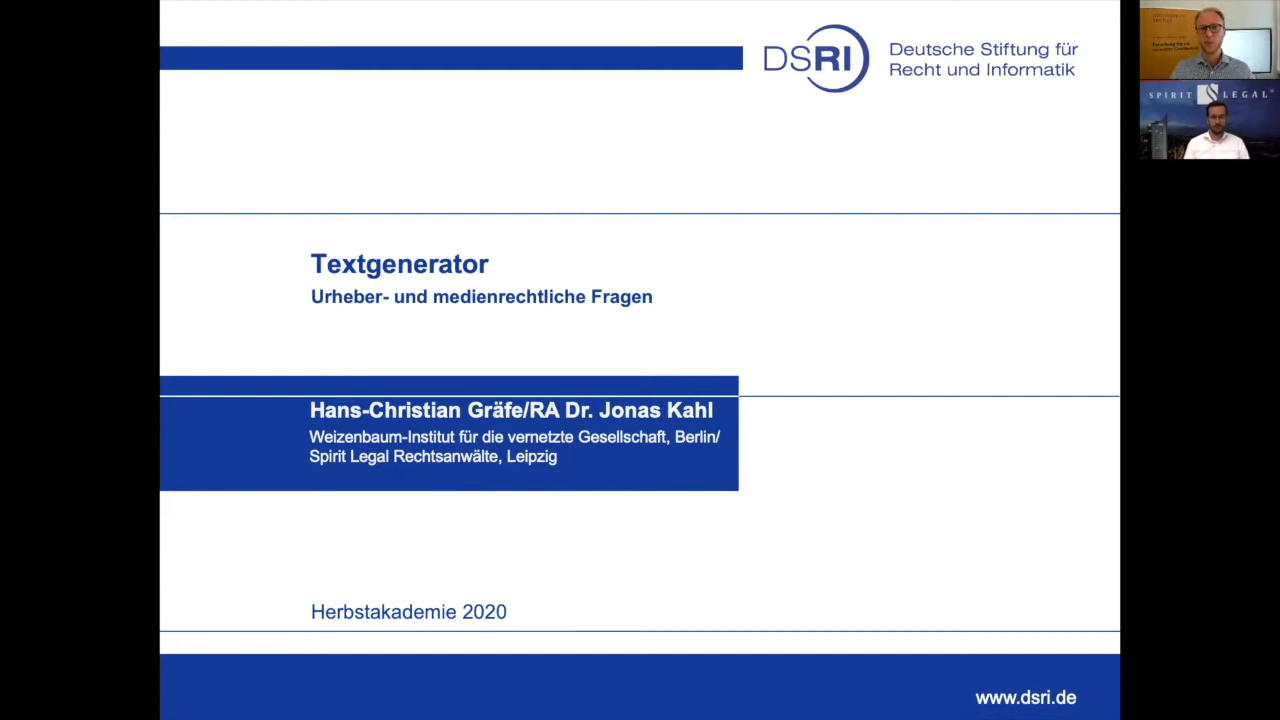 DSRI
Deutsche Stiftung für
Recht und Informatik
Textgenerator
Urheber- und medienrechtliche Fragen
Hans-Christian Gräfe/RA Dr. Jonas Kahl
Weizenbaum-Institut für die vernetzte Gesellschaft, Berlin/
Spirit Legal Rechtsanwälte, Leipzig
Herbstakademie 2020
www.dsri.de
SPIRIT LEGAL